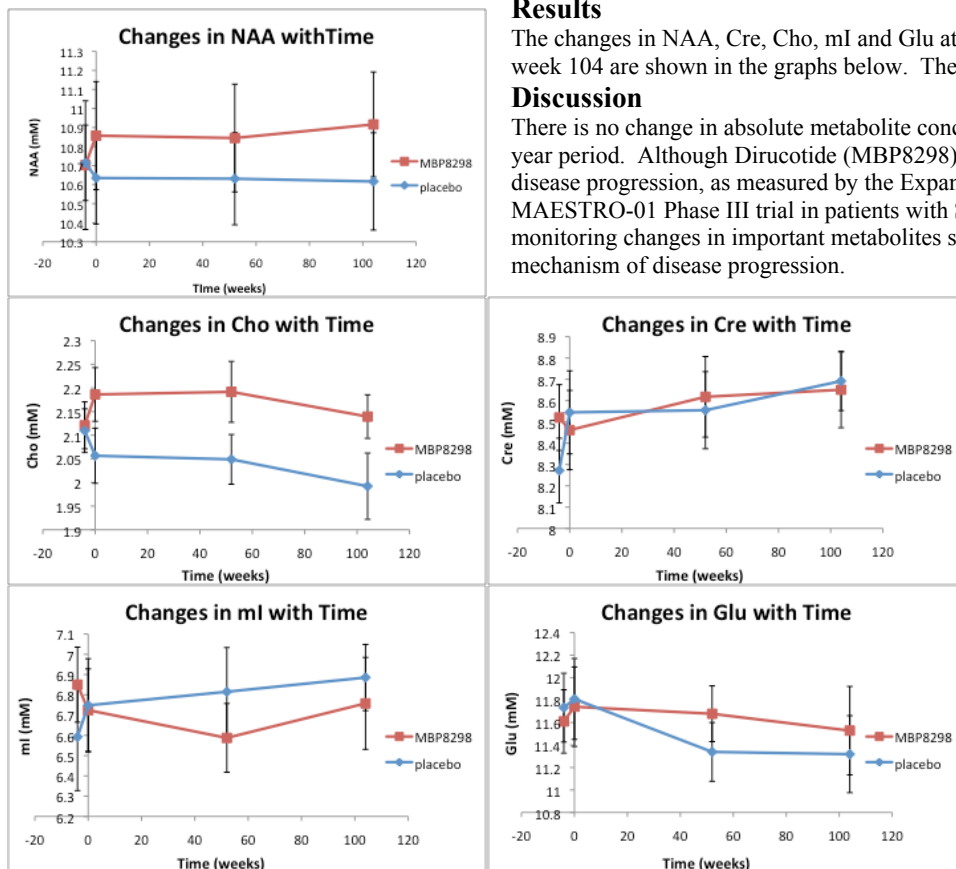 Changes in NAA withTime
11.3
11.2
11.1
11
10.9
10.8
10.7
10.6
10.5
10.4
10.3
NAA (mM)
-20 0 20 40 60 80 100 120
TIme (weeks)
MBP8298
placebo
Results
The changes in NAA, Cre, Cho, mI and Glu at
week 104 are shown in the graphs below. The
Discussion
There is no change in absolute metabolite conc
year period. Although Dirucotide (MBP8298)
disease progression, as measured by the Expan
MAESTRO-01 Phase III trial in patients with S
monitoring changes in important metabolites s
mechanism of disease progression.
Changes in Cho with Time
2.3
2.25
2.2
2.15
2.1
2.05
2
1.95
1.9
Cho (mM)
-20 0 20 40 60 80 100 120
Time (weeks)
MBP8298
placebo
Changes in Cre with Time
8.9
8.8
8.7
8.6
8.5
8.4
8.3
8.2
8.1
8
Cre (mM)
-20 0 20 40 60 80 100 120
Time (weeks)
MBP8298
placebo
Changes in mI with Time
7.1
7
6.9
6.8
6.7
6.6
6.5
6.4
6.3
6.2
mI (mM)
-20 0 20 40 60 80 100 120
Time (weeks)
MBP8298
placebo
Changes in Glu with Time
12.4
12.2
12
11.8
11.6
11.4
11.2
11
10.8
Glu (mM)
-20 0 20 40 60 80 100 120
Time (weeks)
MBP8298
placebo